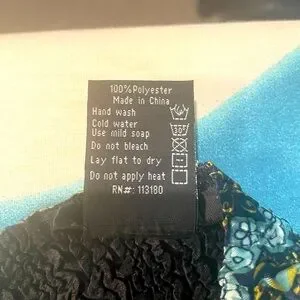 100% Polyester
Made in China
Hand wash
Cold water
Use mild soap
30°
Do not bleach
Lay flat to dry
Do not apply heat
RN#: 113180